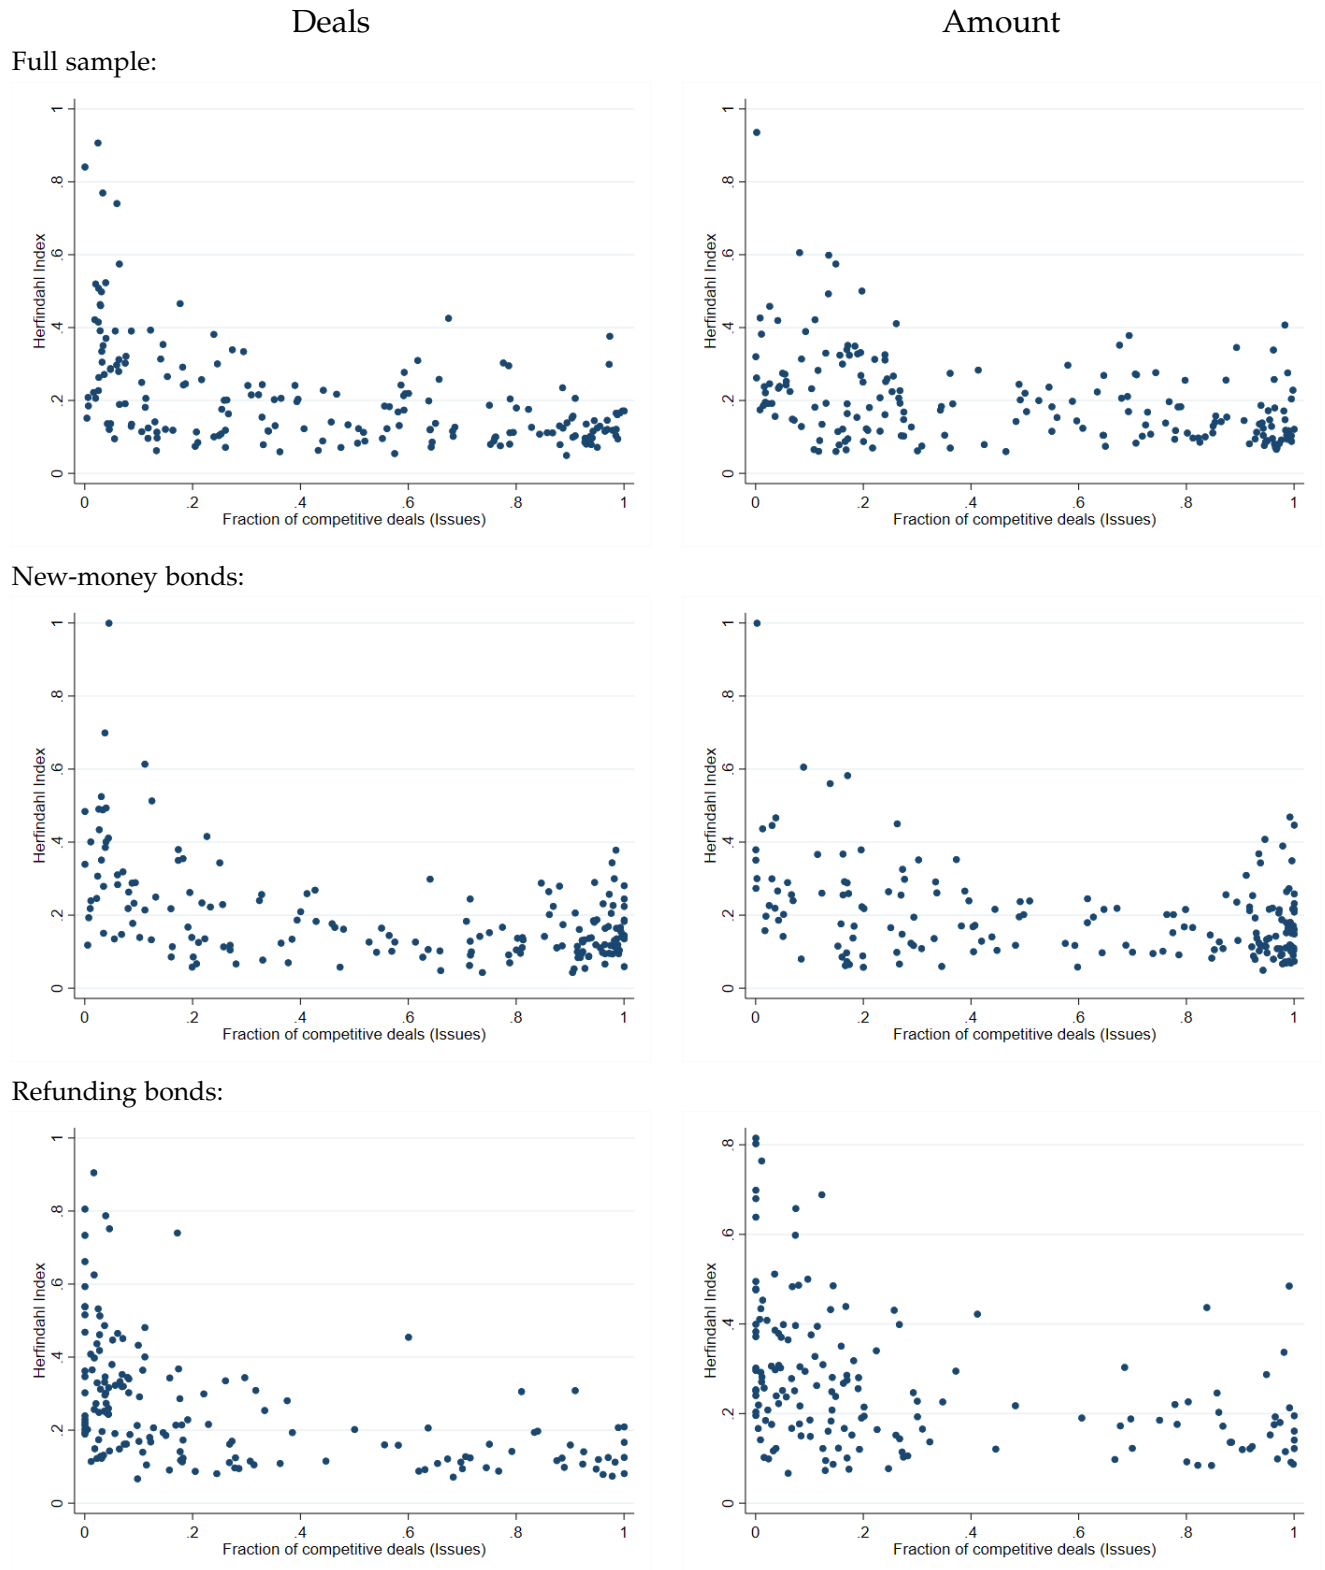 Deals Amount
Full sample:
Herfindahl Index
0 .2 .4 .6 .8 1
0 .2 .4 .6 .8 1
Fraction of competitive deals (Issues)
Herfindahl Index
0 .2 .4 .6 .8 1
0 .2 .4 .6 .8 1
Fraction of competitive deals (Issues)
New-money bonds:
Herfindahl Index
0 .2 .4 .6 .8 1
0 .2 .4 .6 .8 1
Fraction of competitive deals (Issues)
Herfindahl Index
0 .2 .4 .6 .8 1
0 .2 .4 .6 .8 1
Fraction of competitive deals (Issues)
Refunding bonds:
Herfindahl Index
0 .2 .4 .6 .8 1
0 .2 .4 .6 .8 1
Fraction of competitive deals (Issues)
Herfindahl Index
0 .2 .4 .6 .8
0 .2 .4 .6 .8 1
Fraction of competitive deals (Issues)